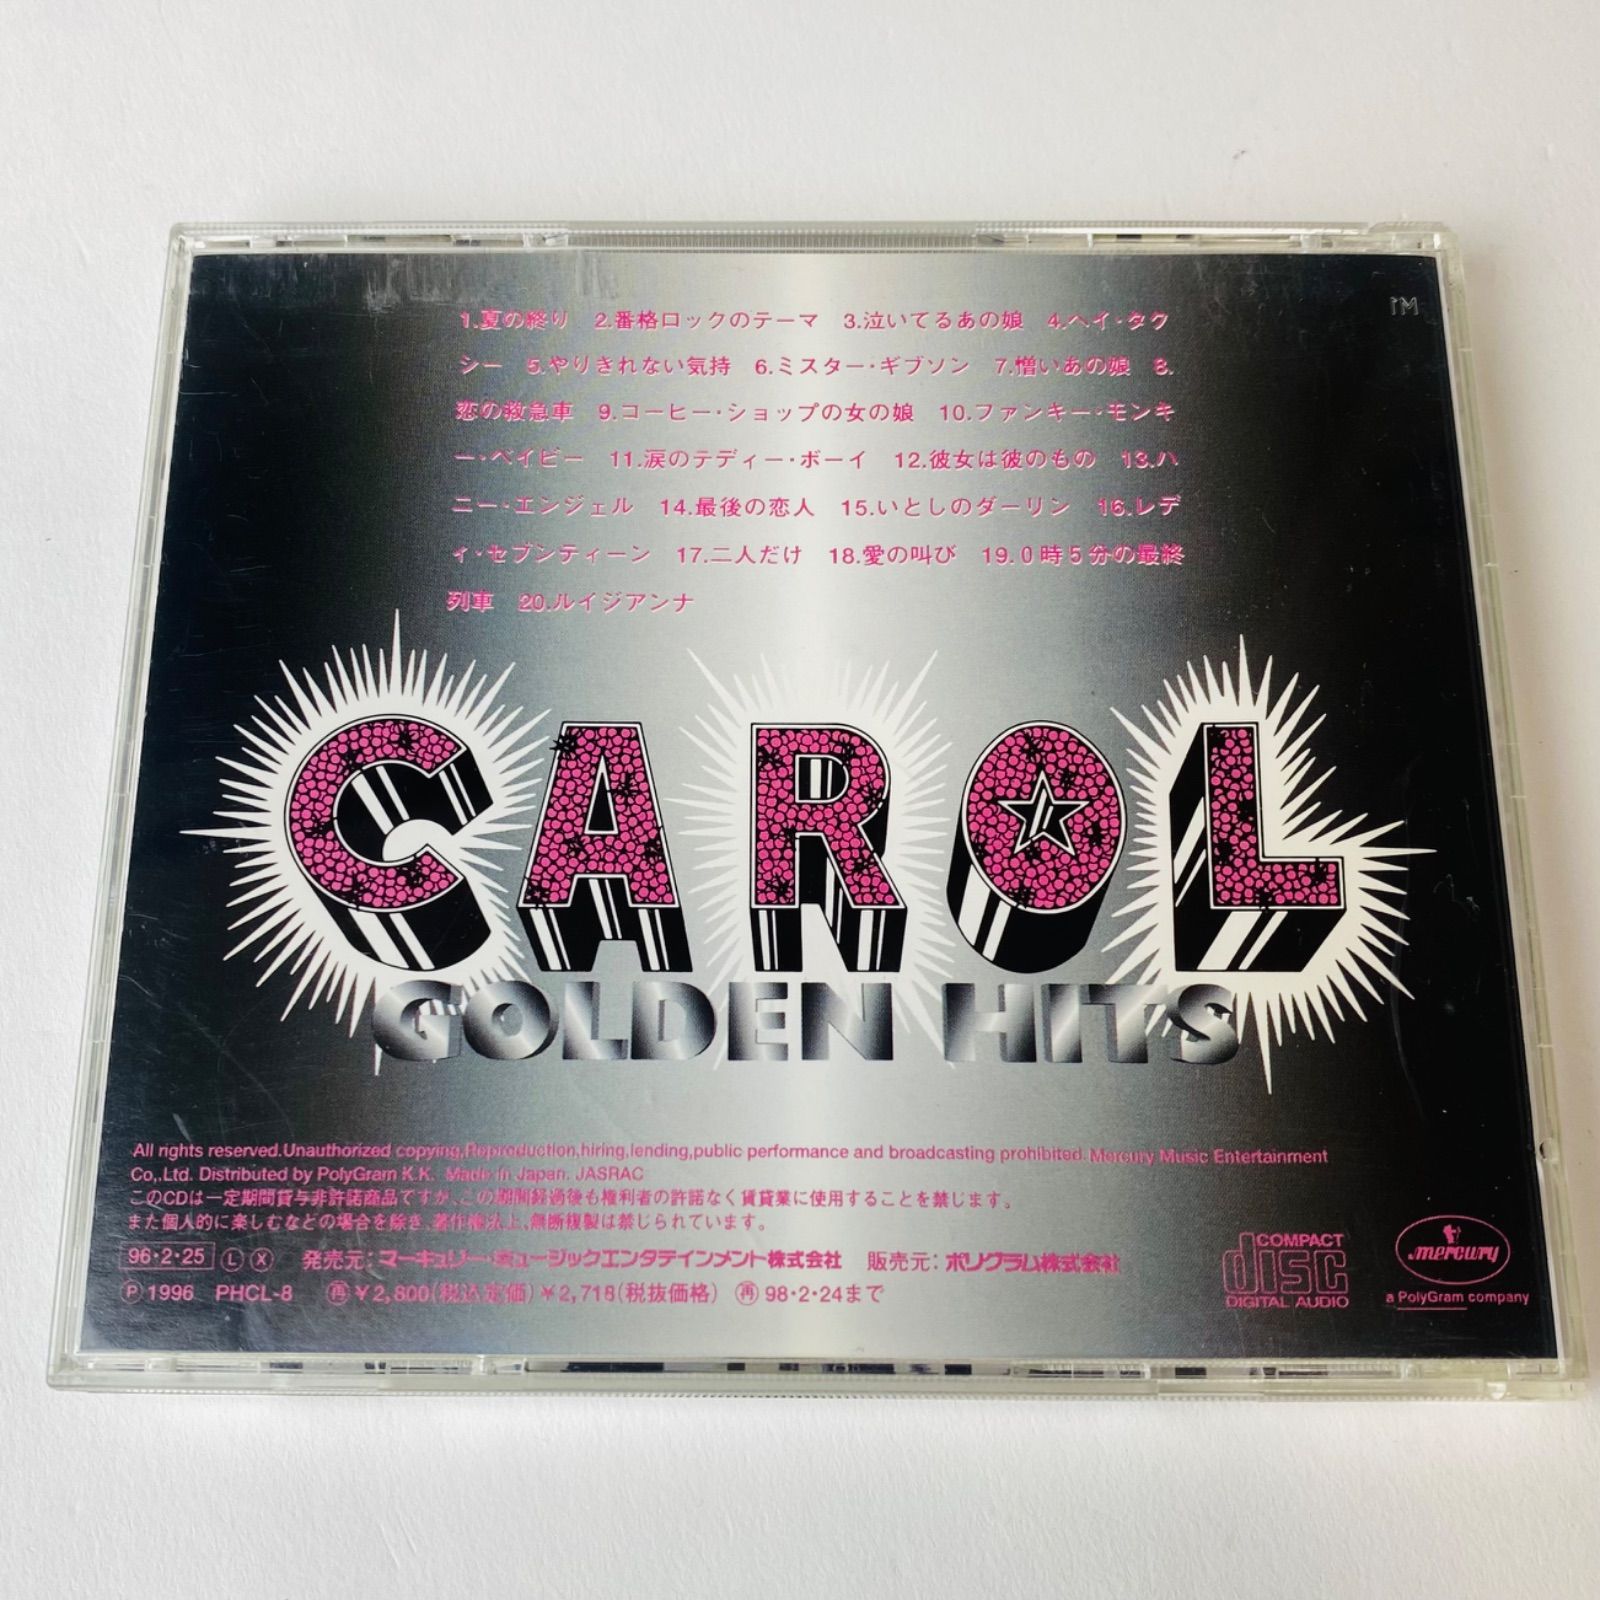 1.夏の終り 2.番格ロックのテーマ 3.泣いてるあの娘 4.ヘイ・タク
シー 5.やりきれない気持 6.ミスター・ギブソン 7.憎いあの娘 8.
恋の救急車 9.コーヒー・ショップの女の娘 10.ファンキー・モンキ
ー・ベイビー 11.涙のテディー・ボーイ 12.彼女は彼のもの 13.ハ
ニー・エンジェル 14.最後の恋人 15.いとしのダーリン 16.レデ
ィ・セブンティーン 17.二人だけ 18.愛の叫び 19.0時5分の最終
列車 20.ルイジアンナ
CAROL
GOLDEN HITS
All rights reserved.Unauthorized copying,Reproduction,hiring,lending,public performance and broadcasting prohibited. Mercury Music Entertainment
Co,.Ltd. Distributed by PolyGram K.K. Made in Japan. JASRAC
このCDは一定期間貸与非許諾商品ですが、この期間経過後も権利者の許諾なく賃貸業に使用することを禁じます。
また個人的に楽しむなどの場合を除き、著作権法上、無断複製は禁じられています。
96・2・25 L X 発売元:マーキュリー・ミュージックエンタテインメント株式会社 販売元:ポリグラム株式会社
P 1996 PHCL-8 再¥2,800(税込定価)¥2,718(税抜価格) 再98・2・24まで
COMPACT
disc
DIGITAL AUDIO
mercury
a PolyGram company